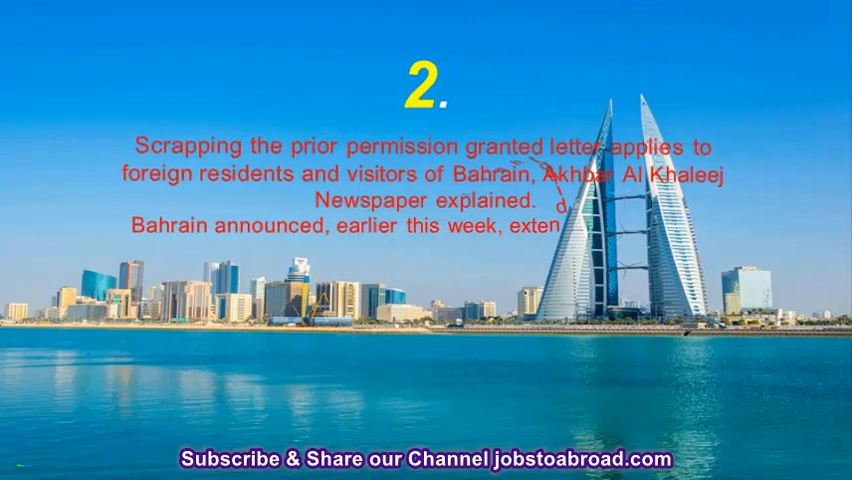 2.
Scrapping the prior permission granted letter applies to
foreign residents and visitors of Bahrain, Akhbar Al Khaleej
Newspaper explained.
Bahrain announced, earlier this week, exten
Subscribe & Share our Channel jobstoabroad.com